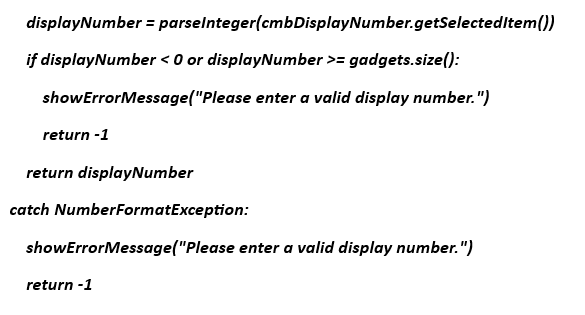 displayNumber = parseInteger(cmbDisplayNumber.getSelectedItem())
if displayNumber < 0 or displayNumber >= gadgets.size():
showErrorMessage("Please enter a valid display number.")
return -1
return displayNumber
catch NumberFormatException:
showErrorMessage("Please enter a valid display number.")
return -1